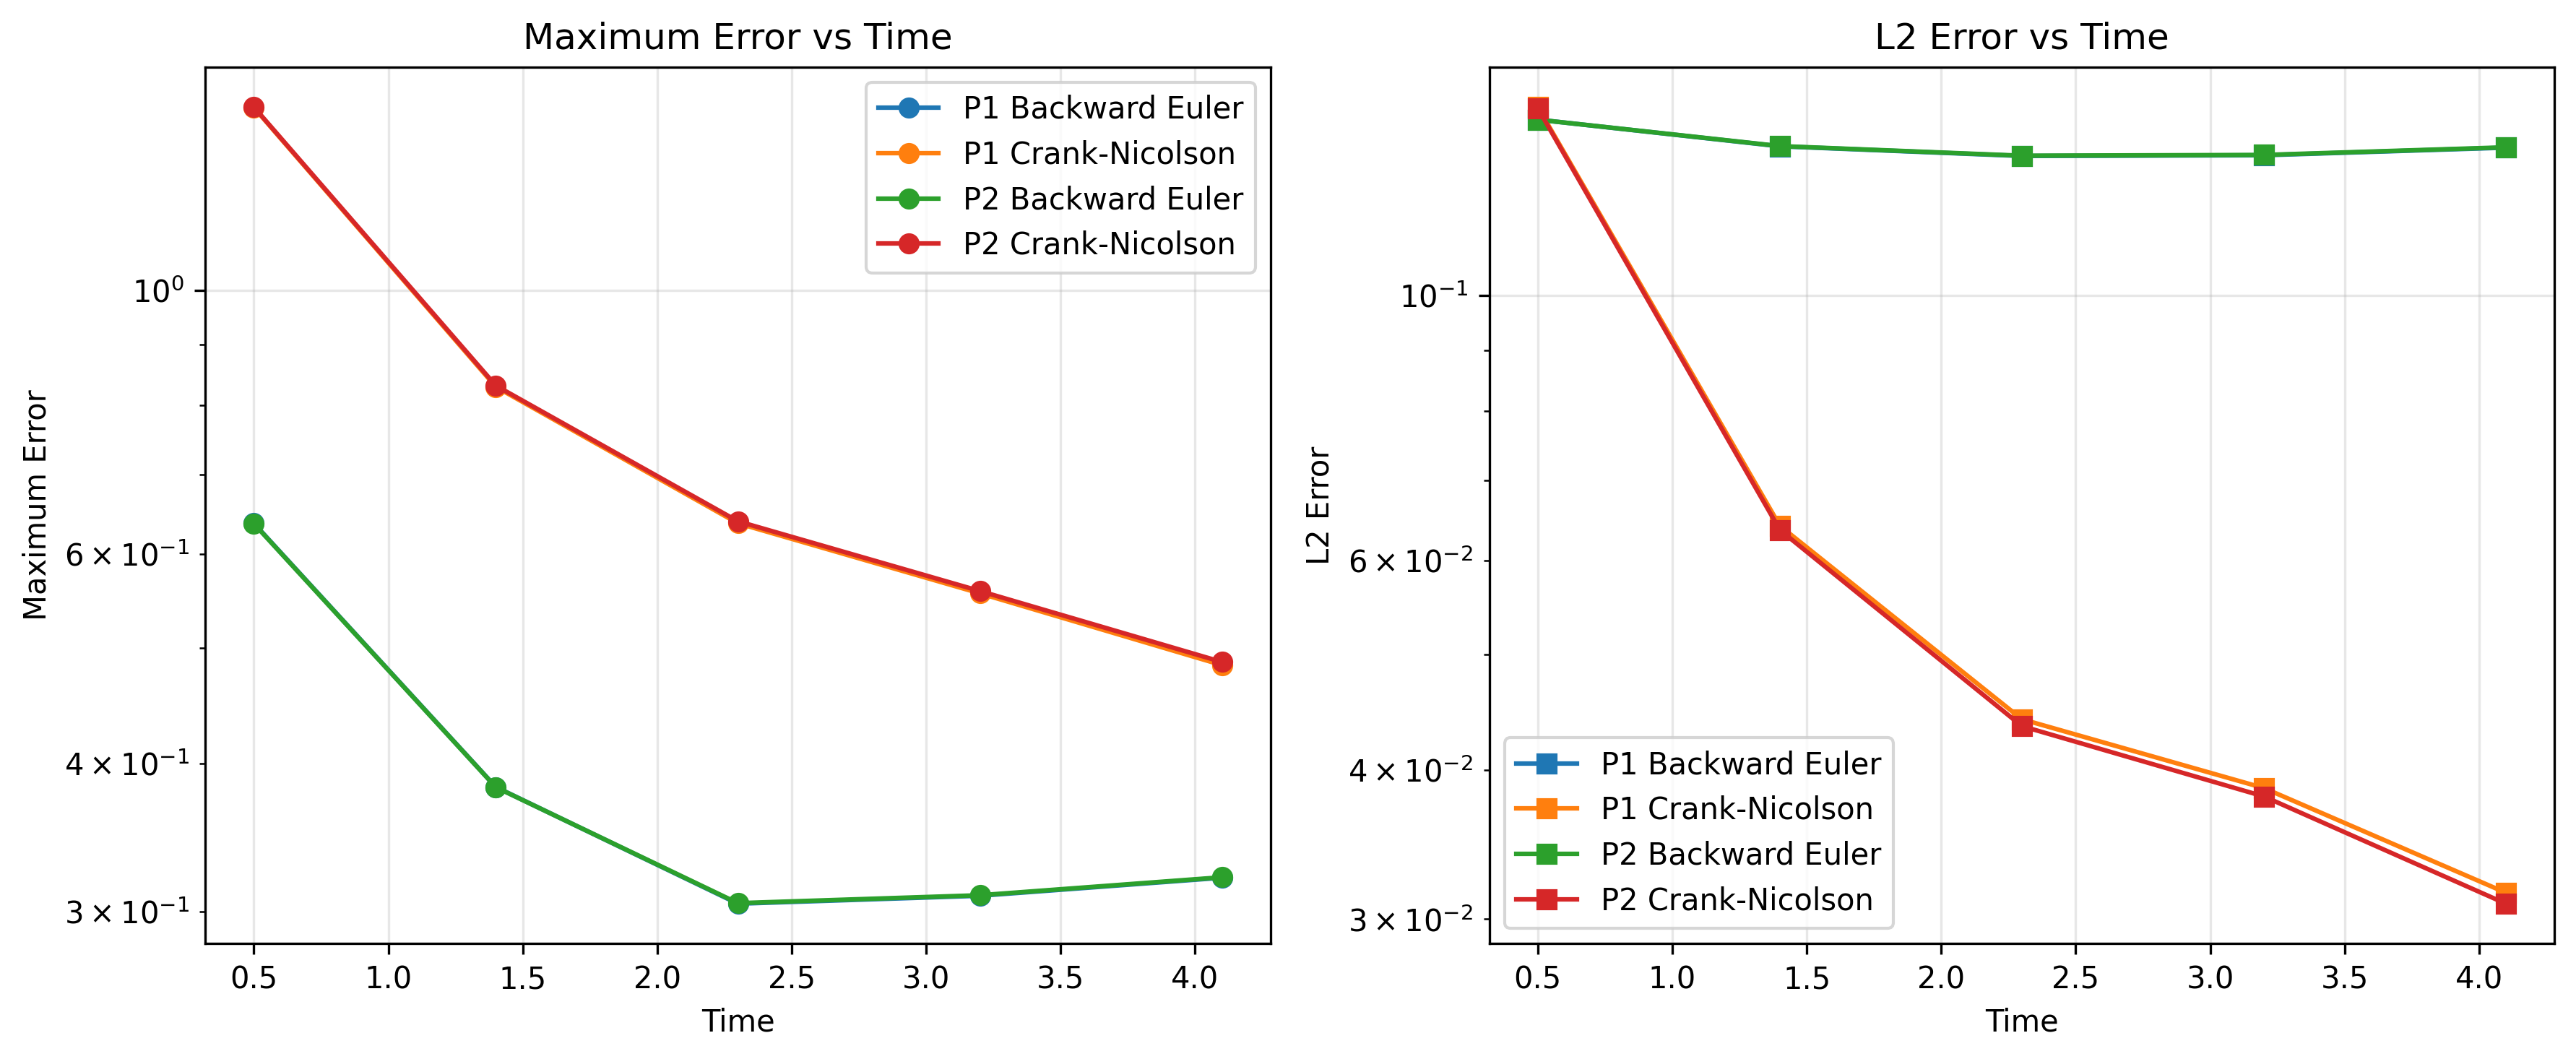 Maximum Error vs Time
Maximum Error
10⁰
6 × 10⁻¹
4 × 10⁻¹
3 × 10⁻¹
P1 Backward Euler
P1 Crank-Nicolson
P2 Backward Euler
P2 Crank-Nicolson
0.5 1.0 1.5 2.0 2.5 3.0 3.5 4.0
Time
L2 Error vs Time
L2 Error
10⁻¹
6 × 10⁻²
4 × 10⁻²
3 × 10⁻²
P1 Backward Euler
P1 Crank-Nicolson
P2 Backward Euler
P2 Crank-Nicolson
0.5 1.0 1.5 2.0 2.5 3.0 3.5 4.0
Time